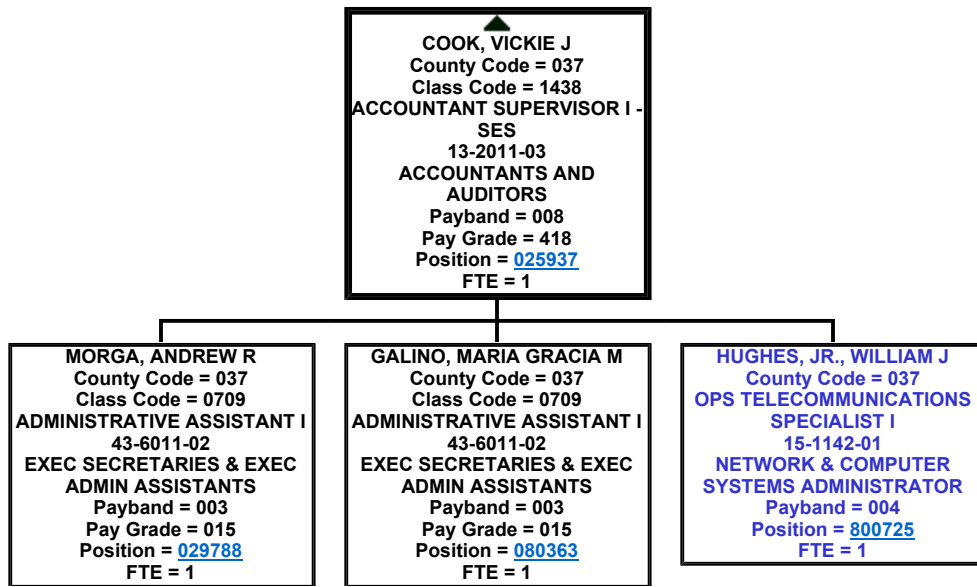 COOK, VICKIE J
County Code = 037
Class Code = 1438
ACCOUNTANT SUPERVISOR I -
SES
13-2011-03
ACCOUNTANTS AND
AUDITORS
Payband = 008
Pay Grade = 418
Position = 025937
FTE = 1
MORGA, ANDREW R
County Code = 037
Class Code = 0709
ADMINISTRATIVE ASSISTANT I
43-6011-02
EXEC SECRETARIES & EXEC
ADMIN ASSISTANTS
Payband = 003
Pay Grade = 015
Position = 029788
FTE = 1
GALINO, MARIA GRACIA M
County Code = 037
Class Code = 0709
ADMINISTRATIVE ASSISTANT I
43-6011-02
EXEC SECRETARIES & EXEC
ADMIN ASSISTANTS
Payband = 003
Pay Grade = 015
Position = 080363
FTE = 1
HUGHES, JR., WILLIAM J
County Code = 037
OPS TELECOMMUNICATIONS
SPECIALIST I
15-1142-01
NETWORK & COMPUTER
SYSTEMS ADMINISTRATOR
Payband = 004
Position = 800725
FTE = 1